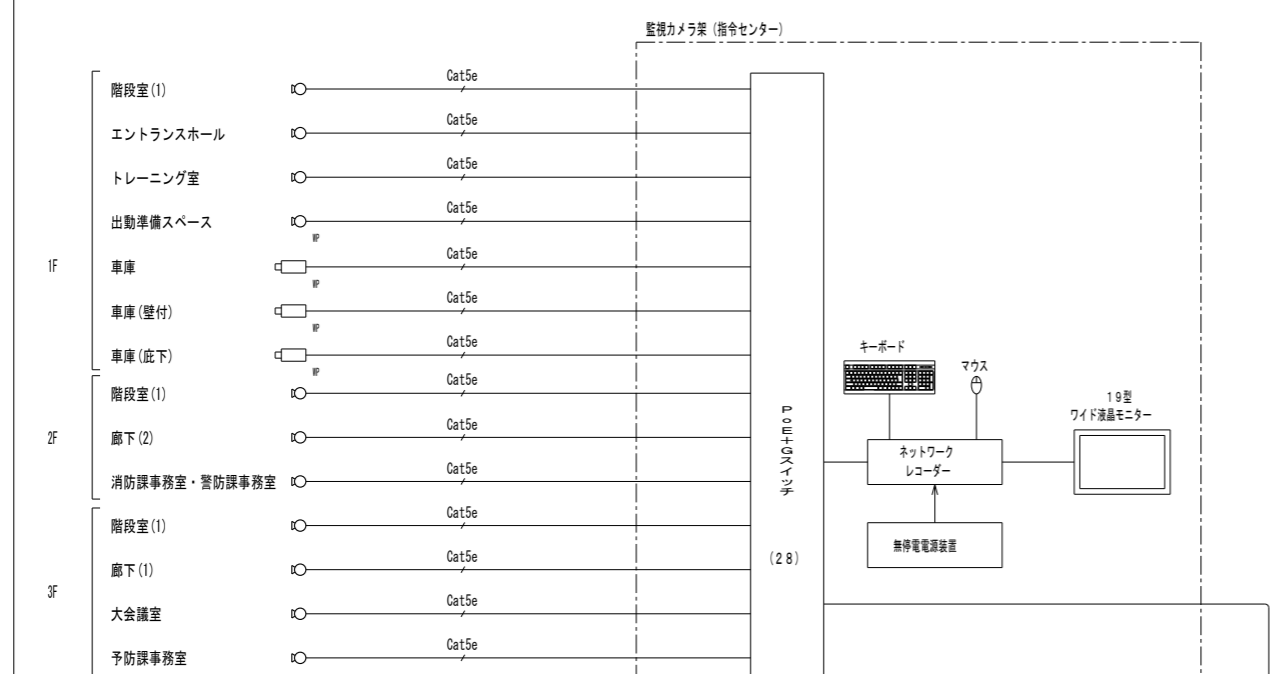 監視カメラ架(指令センター)
階段室(1)
Cat5e
エントランスホール
Cat5e
トレーニング室
Cat5e
出動準備スペース
Cat5e
WP
1F
車庫
Cat5e
WP
車庫(壁付)
Cat5e
WP
車庫(庇下)
Cat5e
WP
2F
階段室(1)
Cat5e
廊下(2)
Cat5e
消防課事務室・警防課事務室
Cat5e
3F
階段室(1)
Cat5e
廊下(1)
Cat5e
大会議室
Cat5e
予防課事務室
Cat5e
PoE+Gスイッチ
(28)
キーボード
マウス
19型
ワイド液晶モニター
ネットワーク
レコーダー
無停電電源装置